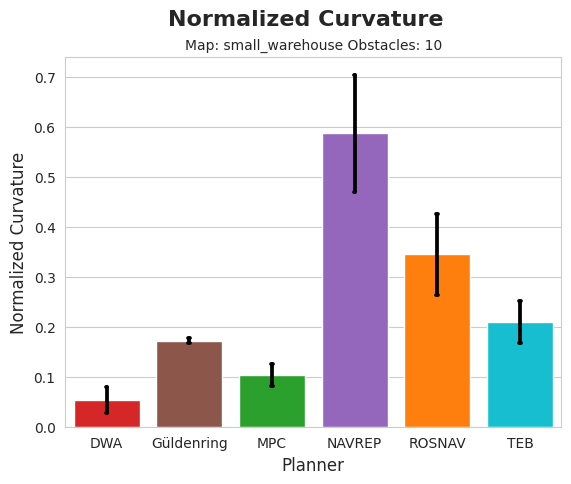 Normalized Curvature
Map: small_warehouse Obstacles: 10
Normalized Curvature
0.7
0.6
0.5
0.4
0.3
0.2
0.1
0.0
DWA Güldenring MPC NAVREP ROSNAV TEB
Planner